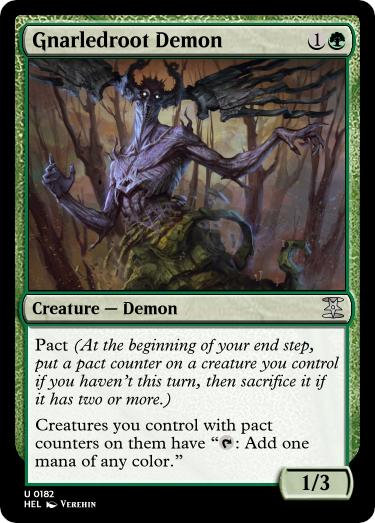 Gnarledroot Demon 1
Creature — Demon
Pact (At the beginning of your end step,
put a pact counter on a creature you control
if you haven't this turn, then sacrifice it if
it has two or more.)
Creatures you control with pact
counters on them have “: Add one
mana of any color.”
1/3
U 0182
HEL Verehin